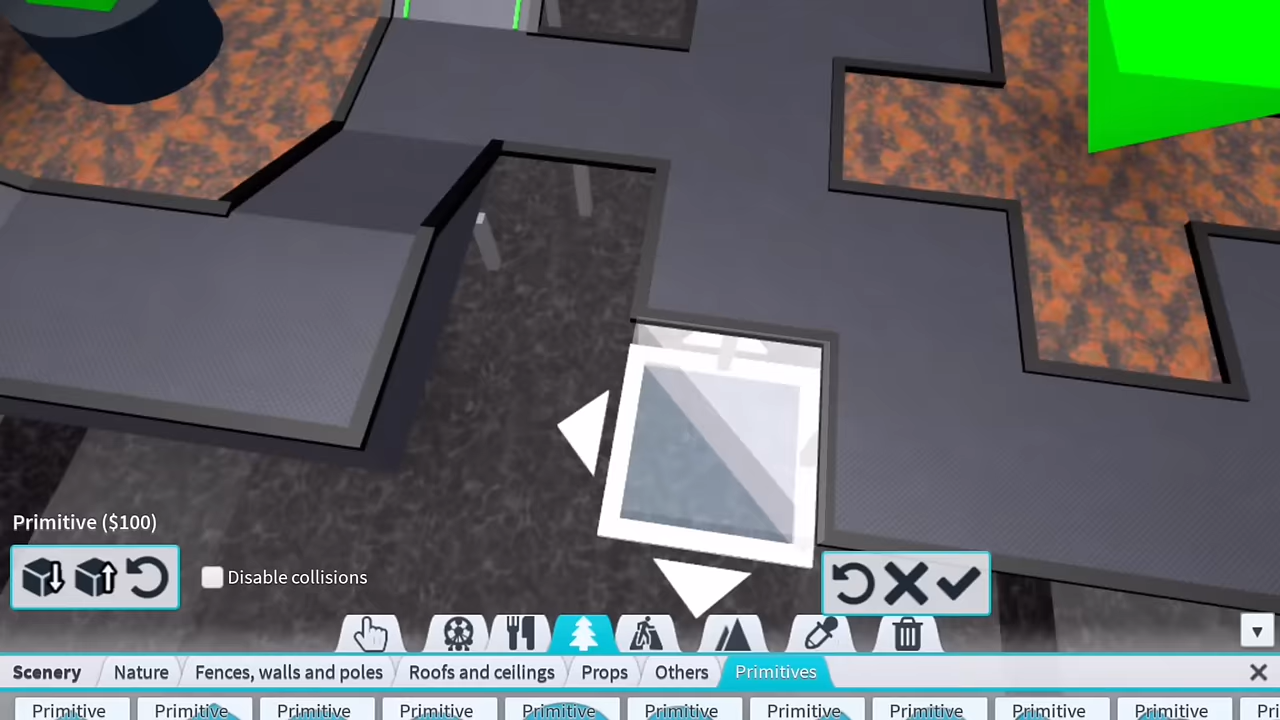 Primitive ($100)
Disable collisions
Scenery Nature Fences, walls and poles Roofs and ceilings Props Others Primitives
Primitive Primitive Primitive Primitive Primitive Primitive Primitive Primitive Primitive Primitive Pri